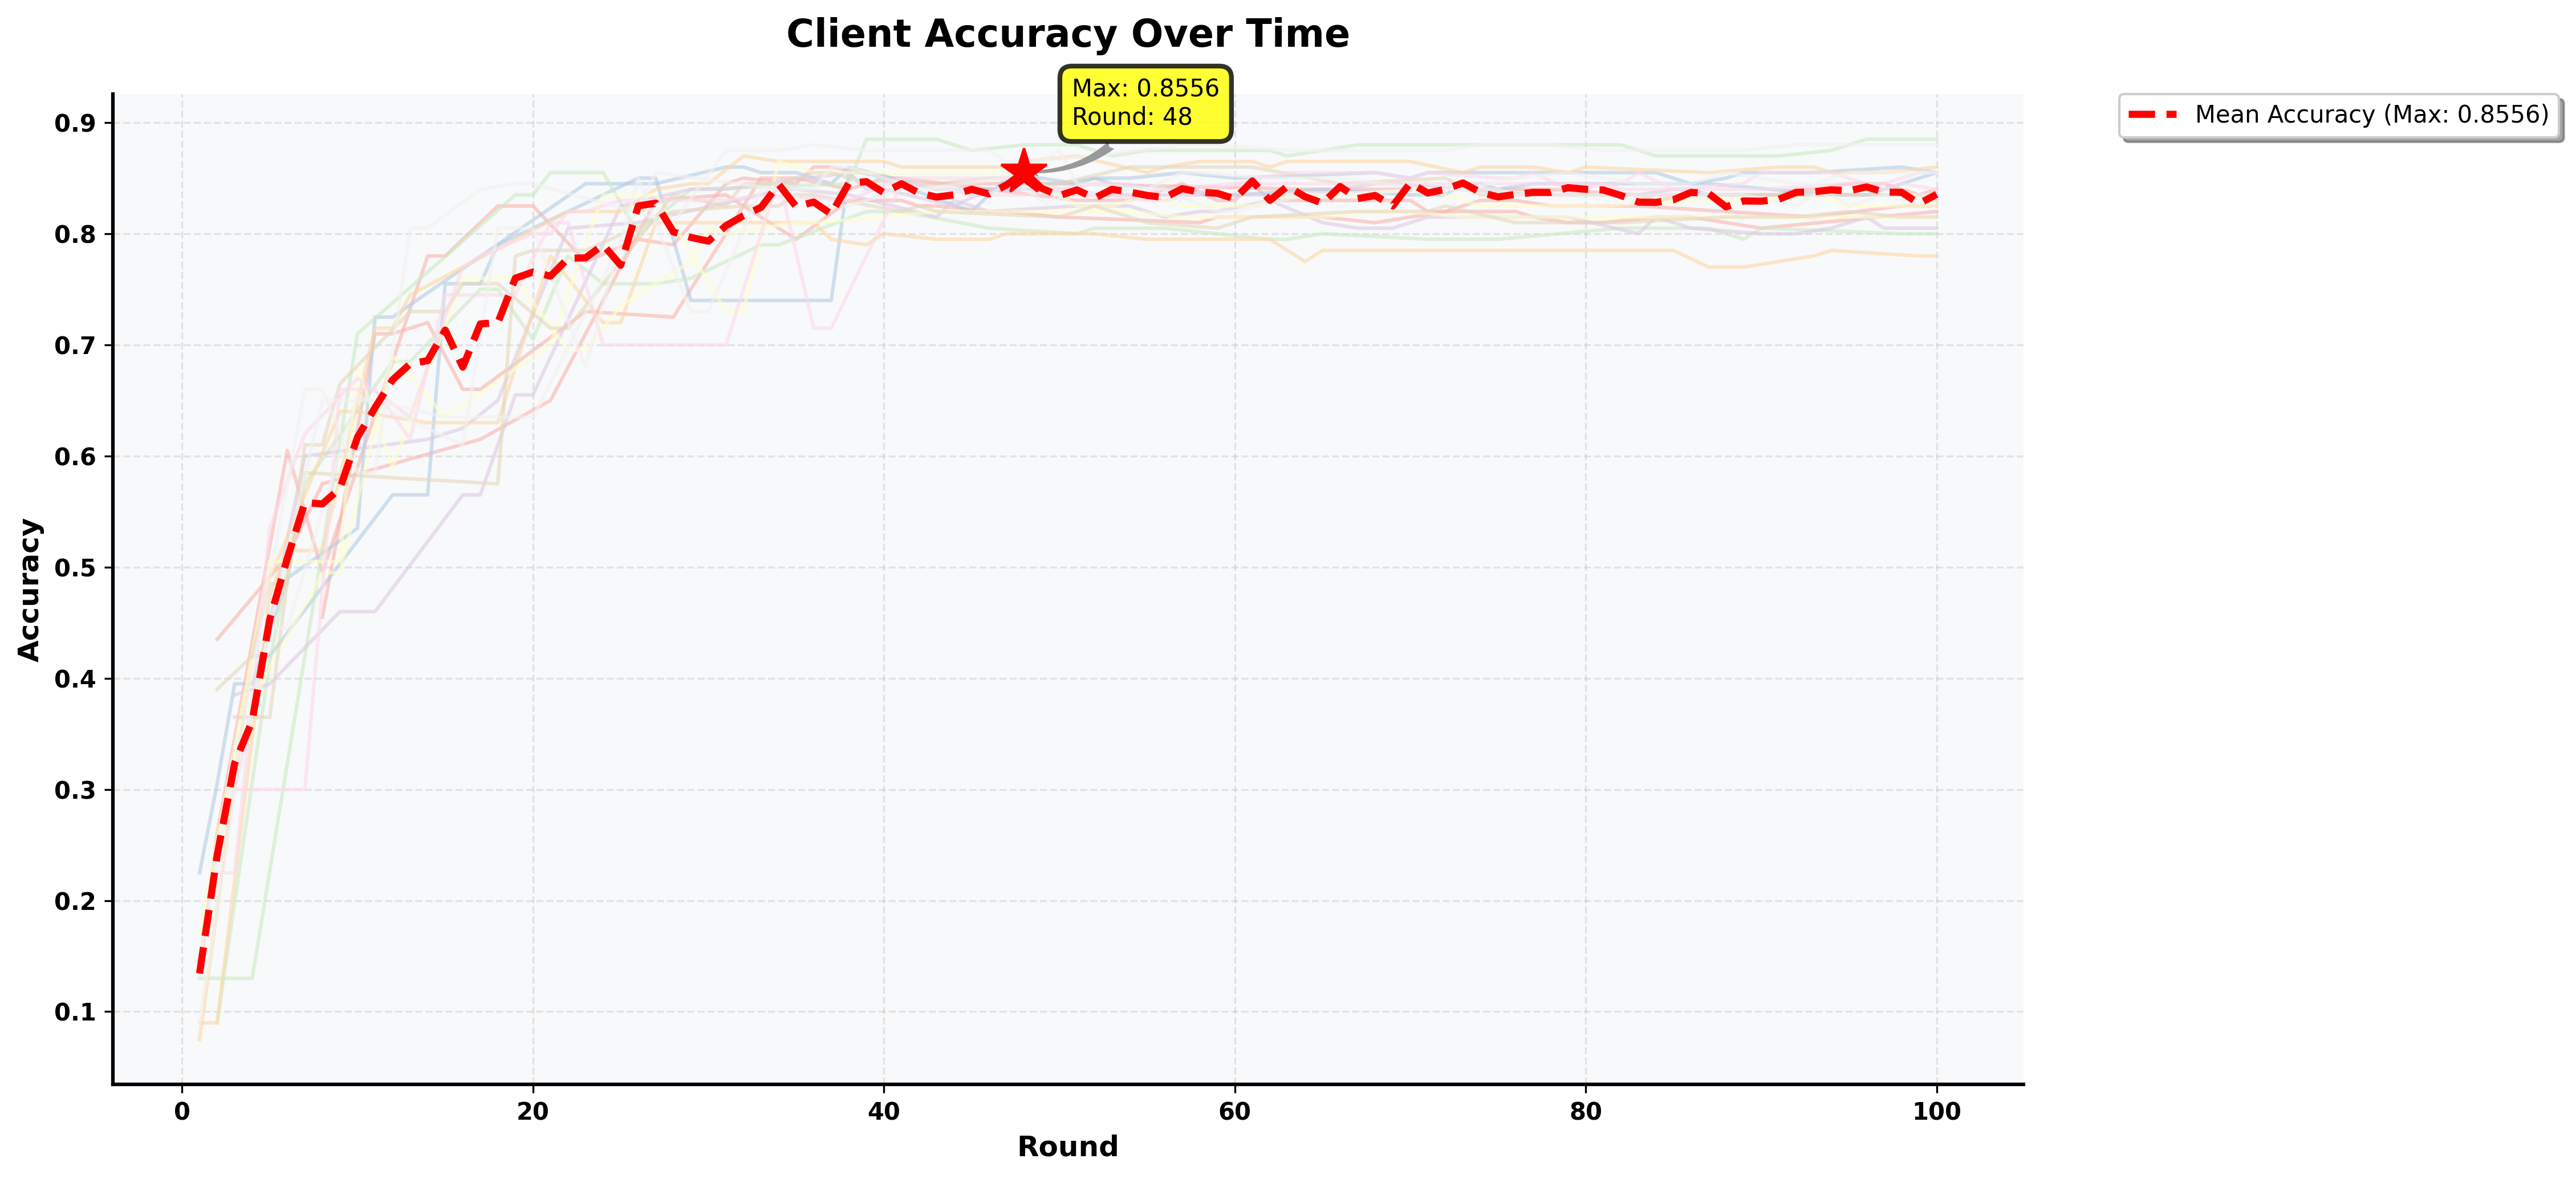 Client Accuracy Over Time
Max: 0.8556
Round: 48
Mean Accuracy (Max: 0.8556)
Accuracy
0.9
0.8
0.7
0.6
0.5
0.4
0.3
0.2
0.1
0
20
40
60
80
100
Round